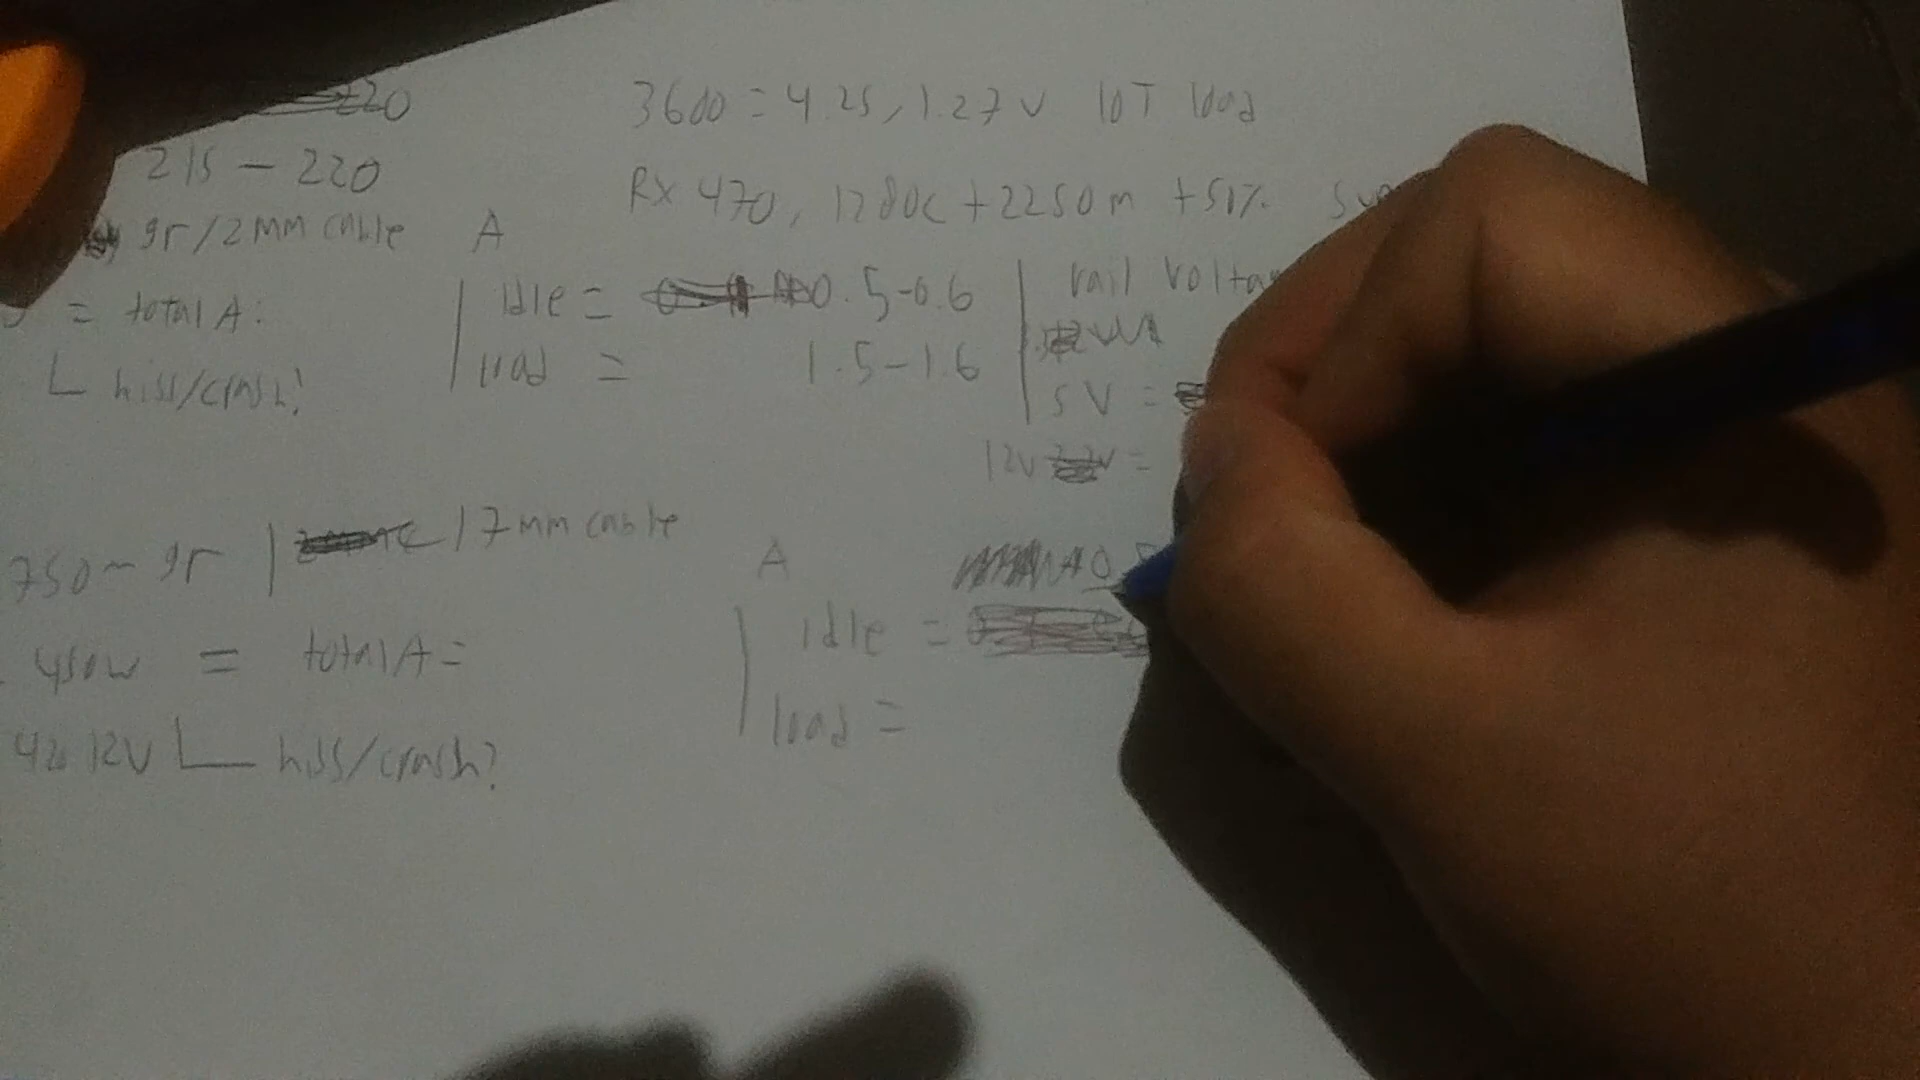 220
3600 = 4.25, 1.27V 10T load
215 - 220
RX 470, 1280c + 2250m + 51%
gr/2mm cable A
idle = 0.5-0.6
rail volta
= total A:
load = 1.5-1.6
hiss/crash?
5V =
12V =
750 - gr | 17mm cable
A
idle =
450W = total A =
load =
12V hiss/crash?